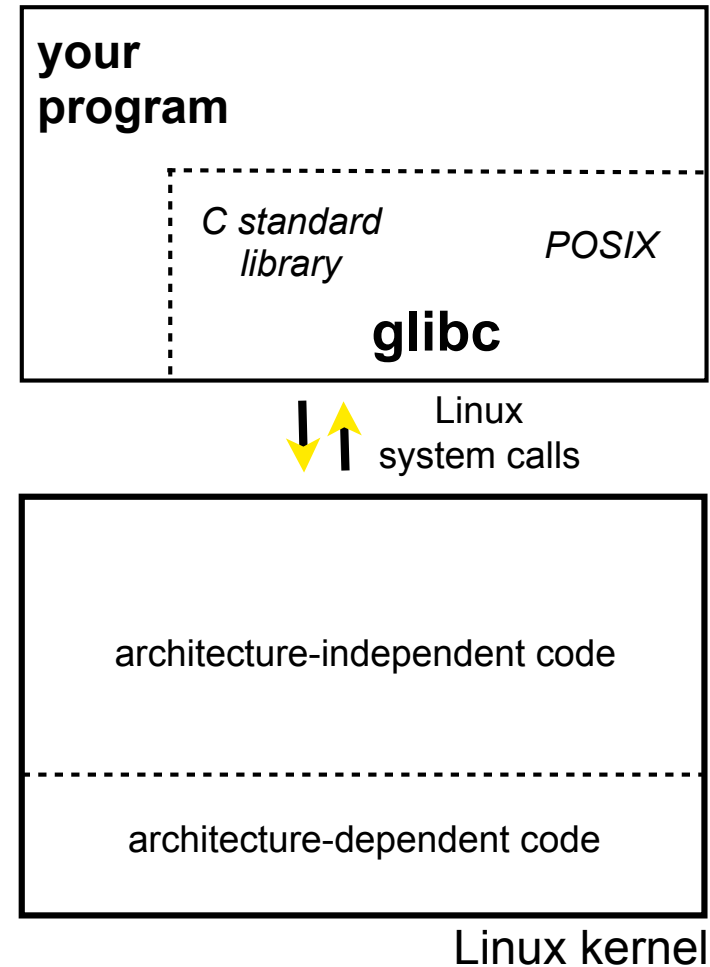 your
program
C standard
library
POSIX
glibc
Linux
system calls
architecture-independent code
architecture-dependent code
Linux kernel